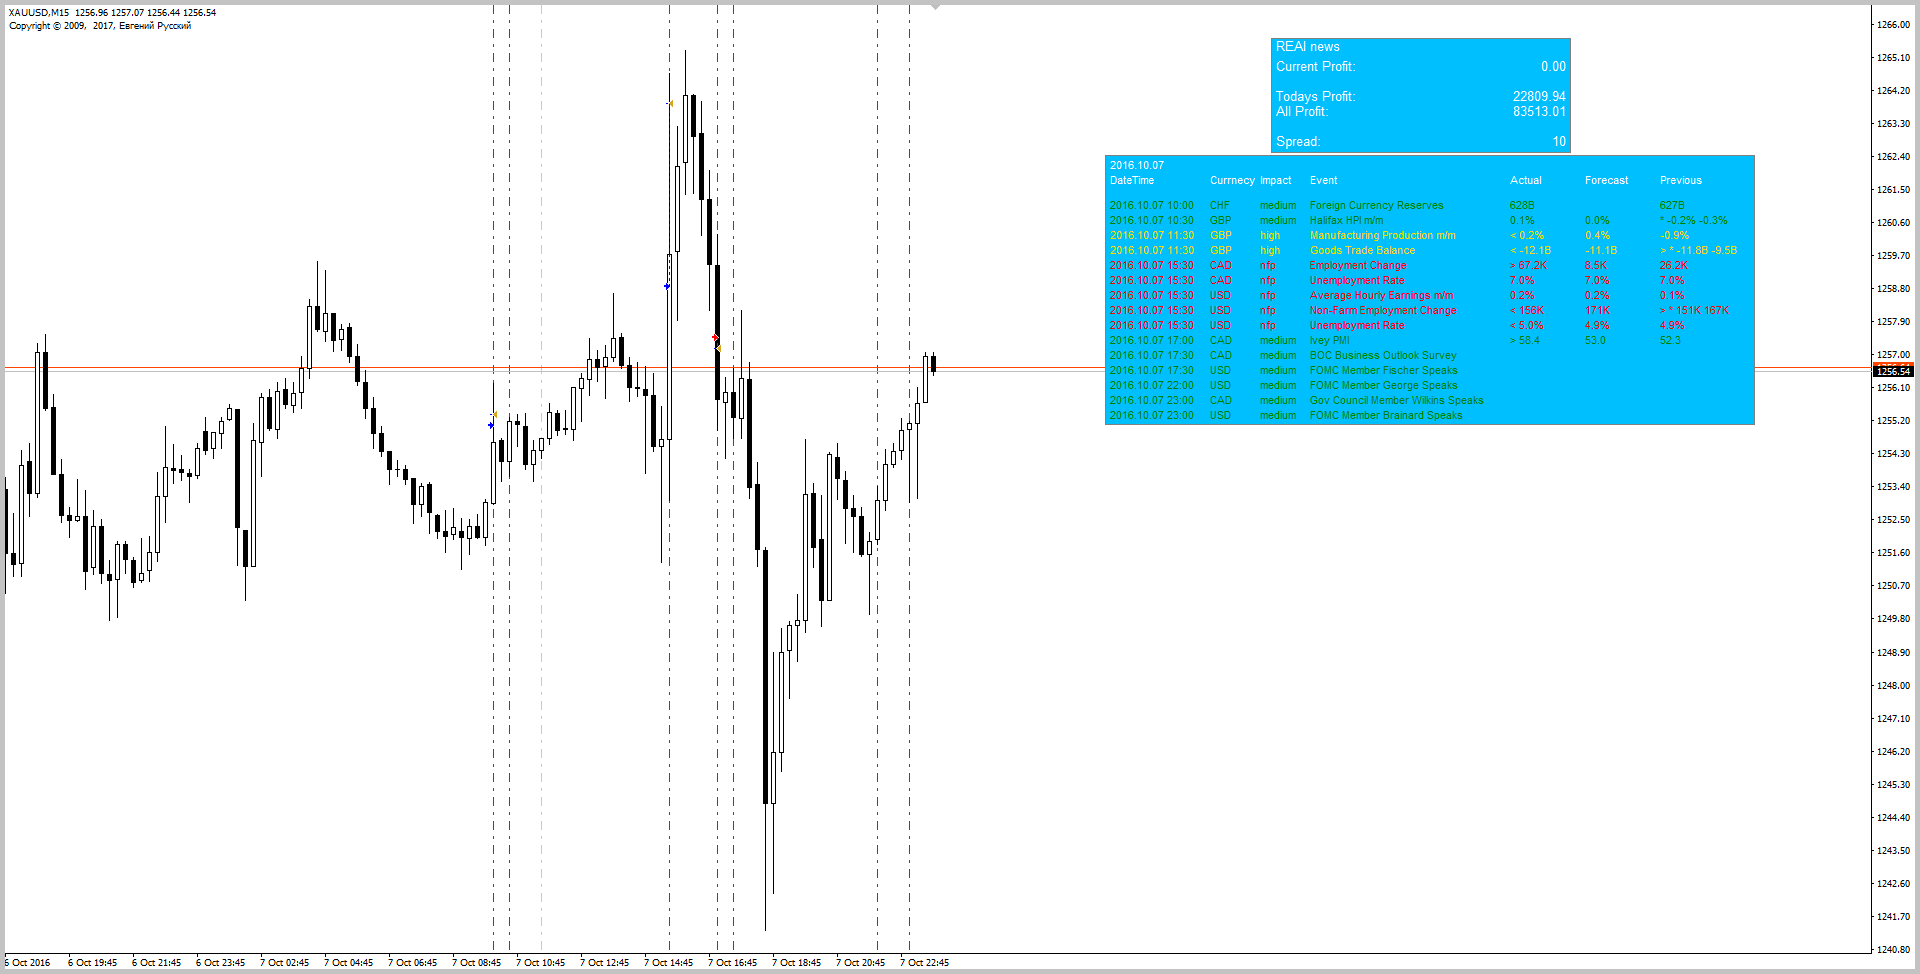 XAUUSD,M15 1256.96 1257.07 1256.44 1256.54
Copyright © 2009, 2017, Евгений Русский
REAl news
Current Profit: 0.00
Todays Profit: 22809.94
All Profit: 83513.01
Spread: 10
2016.10.07
DateTime Currnecy Impact Event Actual Forecast Previous
2016.10.07 10:00 CHF medium Foreign Currency Reserves 628B 627B
2016.10.07 10:30 GBP medium Halifax HPI m/m 0.1% 0.0% * -0.2% -0.3%
2016.10.07 11:30 GBP high Manufacturing Production m/m < 0.2% 0.4% -0.9%
2016.10.07 11:30 GBP high Goods Trade Balance < -12.1B -11.1B > * -11.8B -9.5B
2016.10.07 15:30 CAD nfp Employment Change > 67.2K 8.5K 26.2K
2016.10.07 15:30 CAD nfp Unemployment Rate 7.0% 7.0% 7.0%
2016.10.07 15:30 USD nfp Average Hourly Earnings m/m 0.2% 0.2% 0.1%
2016.10.07 15:30 USD nfp Non-Farm Employment Change < 156K 171K > * 151K 167K
2016.10.07 15:30 USD nfp Unemployment Rate < 5.0% 4.9% 4.9%
2016.10.07 17:00 CAD medium Ivey PMI > 58.4 53.0 52.3
2016.10.07 17:30 CAD medium BOC Business Outlook Survey
2016.10.07 17:30 USD medium FOMC Member Fischer Speaks
2016.10.07 22:00 USD medium FOMC Member George Speaks
2016.10.07 23:00 CAD medium Gov Council Member Wilkins Speaks
2016.10.07 23:00 USD medium FOMC Member Brainard Speaks
1266.00
1265.10
1264.20
1263.30
1262.40
1261.50
1260.60
1259.70
1258.80
1257.90
1257.00
1256.54
1256.10
1255.20
1254.30
1253.40
1252.50
1251.60
1250.70
1249.80
1248.90
1248.00
1247.10
1246.20
1245.30
1244.40
1243.50
1242.60
1241.70
1240.80
6 Oct 2016 6 Oct 19:45 6 Oct 21:45 6 Oct 23:45 7 Oct 02:45 7 Oct 04:45 7 Oct 06:45 7 Oct 08:45 7 Oct 10:45 7 Oct 12:45 7 Oct 14:45 7 Oct 16:45 7 Oct 18:45 7 Oct 20:45 7 Oct 22:45